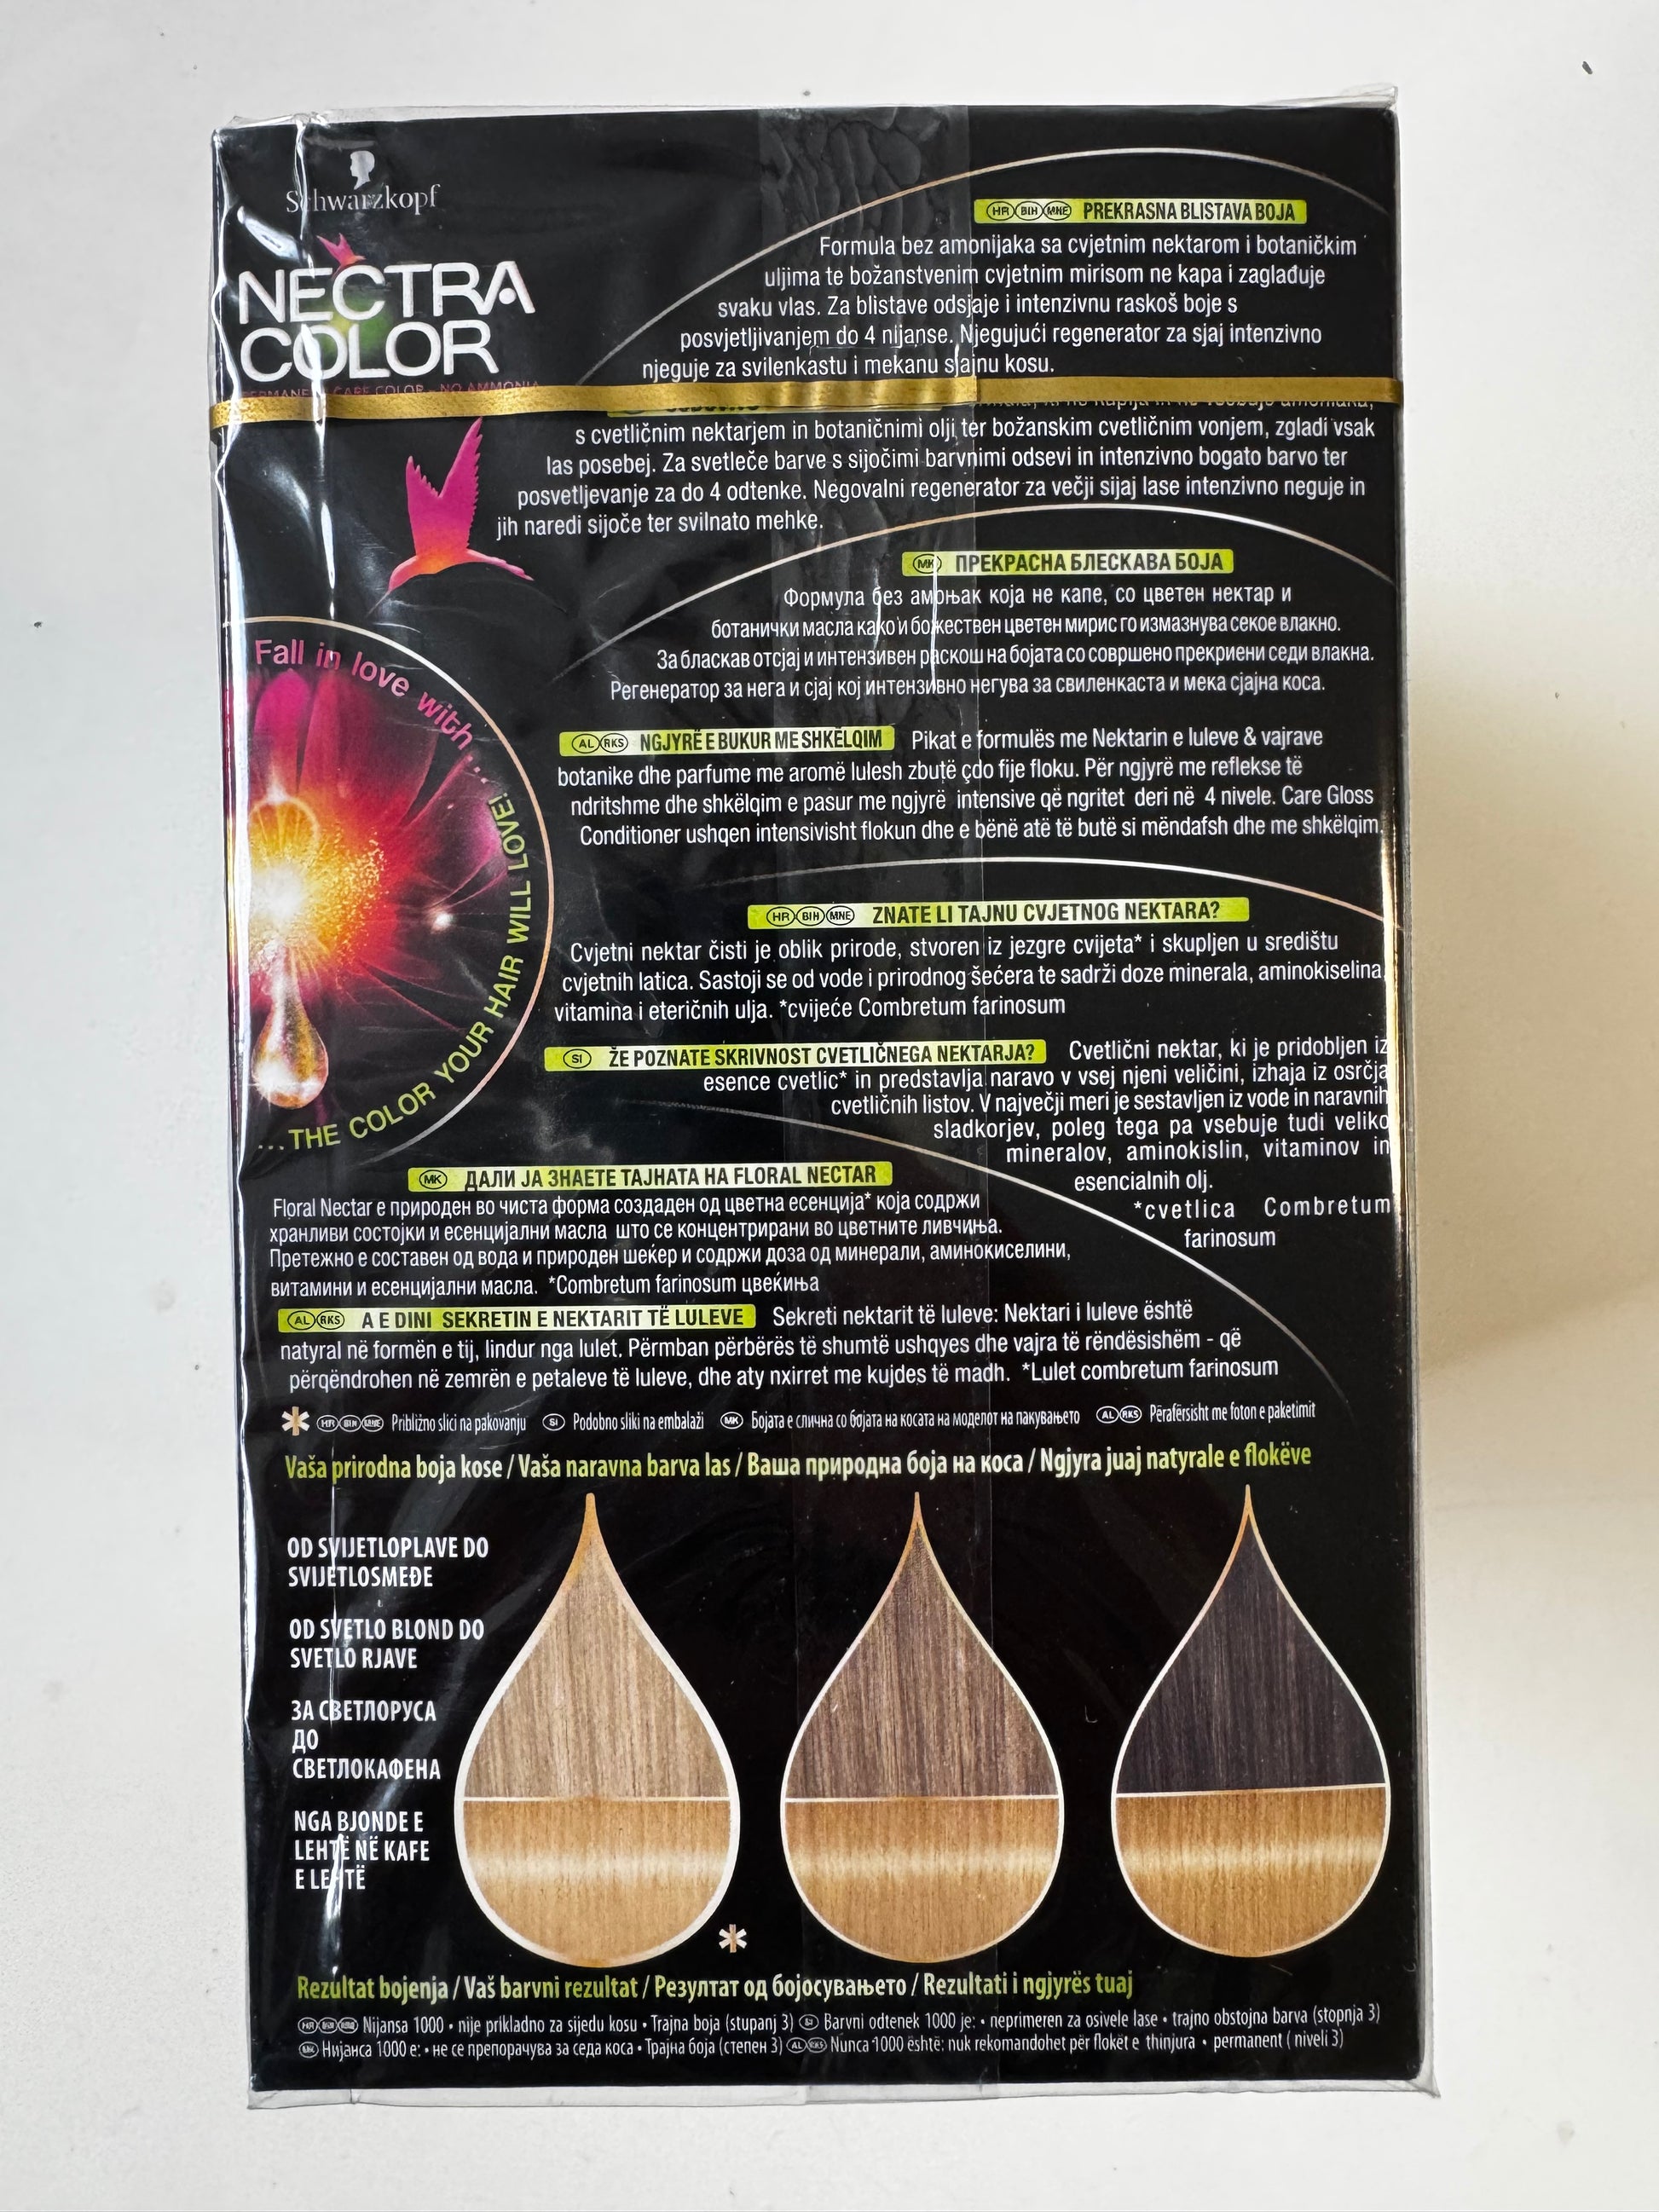 Schwarzkopf
NECTRA
COLOR
PERMANENT CARE COLOR - NO AMMONIA
HR BIH MNE PREKRASNA BLISTAVA BOJA
Formula bez amonijaka sa cvjetnim nektarom i botaničkim
uljima te božanstvenim cvjetnim mirisom ne kapa i zaglađuje
svaku vlas. Za blistave odsjaje i intenzivnu raskoš boje s
posvjetljivanjem do 4 nijanse. Njegujući regenerator za sjaj intenzivno
njeguje za svilenkastu i mekanu sjajnu kosu.
s cvetličnim nektarjem in botaničnimi olji ter božanskim cvetličnim vonjem, zgladi vsak
las posebej. Za svetleče barve s sijočimi barvnimi odsevi in intenzivno bogato barvo ter
posvetljevanje za do 4 odtenke. Negovalni regenerator za večji sijaj lase intenzivno neguje in
jih naredi sijoče ter svilnato mehke.
MK ПРЕКРАСНА БЛЕСКАВА БОЈА
Формула без амоњак која не капе, со цветен нектар и
ботанички масла како и божествен цветен мирис го измазнува секое влакно.
За бласкав отсјај и интензивен раскош на бојата со совршено прекриени седи влакна.
Регенератор за нега и сјај кој интензивно негува за свиленкаста и мека сјајна коса.
AL RKS NGJYRË E BUKUR ME SHKËLQIM Pikat e formulës me Nektarin e luleve & vajrave
botanike dhe parfume me aromë lulesh zbutë çdo fije floku. Për ngjyrë me reflekse të
ndritshme dhe shkëlqim e pasur me ngjyrë intensive që ngritet deri në 4 nivele. Care Gloss
Conditioner ushqen intensivisht flokun dhe e bënë atë të butë si mëndafsh dhe me shkëlqim.
Fall in love with...
...THE COLOR YOUR HAIR WILL LOVE!
HR BIH MNE ZNATE LI TAJNU CVJETNOG NEKTARA?
Cvjetni nektar čisti je oblik prirode, stvoren iz jezgre cvijeta* i skupljen u središtu
cvjetnih latica. Sastoji se od vode i prirodnog šećera te sadrži doze minerala, aminokiselina,
vitamina i eteričnih ulja. *cvijeće Combretum farinosum
SI ŽE POZNATE SKRIVNOST CVETLIČNEGA NEKTARJA? Cvetlični nektar, ki je pridobljen iz
esence cvetlic* in predstavlja naravo v vsej njeni veličini, izhaja iz osrčja
cvetličnih listov. V največji meri je sestavljen iz vode in naravnih
sladkorjev, poleg tega pa vsebuje tudi veliko
mineralov, aminokislin, vitaminov in
esencialnih olj.
*cvetlica Combretum
farinosum
MK ДАЛИ ЈА ЗНАЕТЕ ТАЈНАТА НА FLORAL NECTAR
Floral Nectar е природен во чиста форма создаден од цветна есенција* која содржи
хранливи состојки и есенцијални масла што се концентрирани во цветните ливчиња.
Претежно е составен од вода и природен шеќер и содржи доза од минерали, аминокиселини,
витамини и есенцијални масла. *Combretum farinosum цвеќиња
AL RKS A E DINI SEKRETIN E NEKTARIT TË LULEVE Sekreti nektarit të luleve: Nektari i luleve është
natyral në formën e tij, lindur nga lulet. Përmban përbërës të shumtë ushqyes dhe vajra të rëndësishëm - që
përqëndrohen në zemrën e petaleve të luleve, dhe aty nxirret me kujdes të madh. *Lulet combretum farinosum
* HR BIH MNE Približno slici na pakovanju SI Podobno sliki na embalaži MK Бојата е слична со бојата на косата на моделот на пакувањето AL RKS Përafërsisht me foton e paketimit
Vaša prirodna boja kose / Vaša naravna barva las / Ваша природна боја на коса / Ngjyra juaj natyrale e flokëve
OD SVIJETLOPLAVE DO
SVIJETLOSMEĐE
OD SVETLO BLOND DO
SVETLO RJAVE
ЗА СВЕТЛОРУСА
ДО
СВЕТЛОКАФЕНА
NGA BJONDE E
LEHTË NË KAFE
E LEHTË
*
Rezultat bojenja / Vaš barvni rezultat / Резултат од бојосувањето / Rezultati i ngjyrës tuaj
HR BIH MNE Nijansa 1000 • nije prikladno za sijedu kosu • Trajna boja (stupanj 3) SI Barvni odtenek 1000 je: • neprimeren za osivele lase • trajno obstojna barva (stopnja 3)
MK Нијанса 1000 е: • не се препорачува за седа коса • Трајна боја (степен 3) AL RKS Nunca 1000 është: nuk rekomandohet për flokët e thinjura • permanent ( niveli 3)